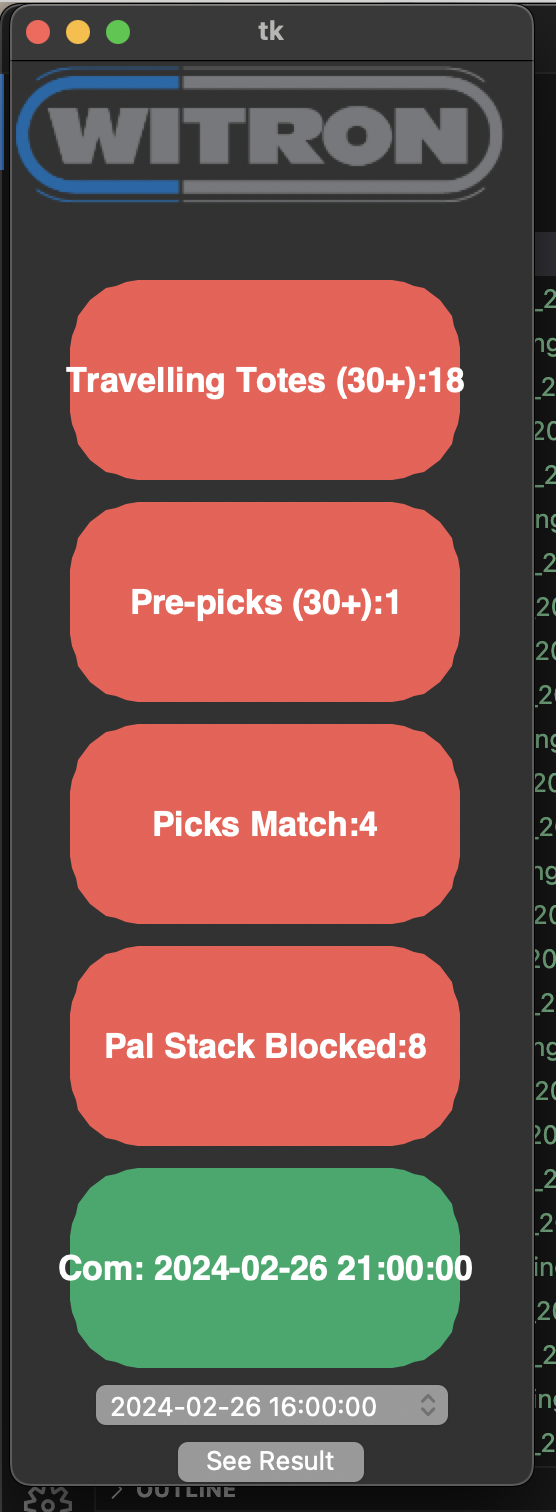 tk
WITRON
Travelling Totes (30+):18
Pre-picks (30+):1
Picks Match:4
Pal Stack Blocked:8
Com: 2024-02-26 21:00:00
2024-02-26 16:00:00
See Result
OUTLINE